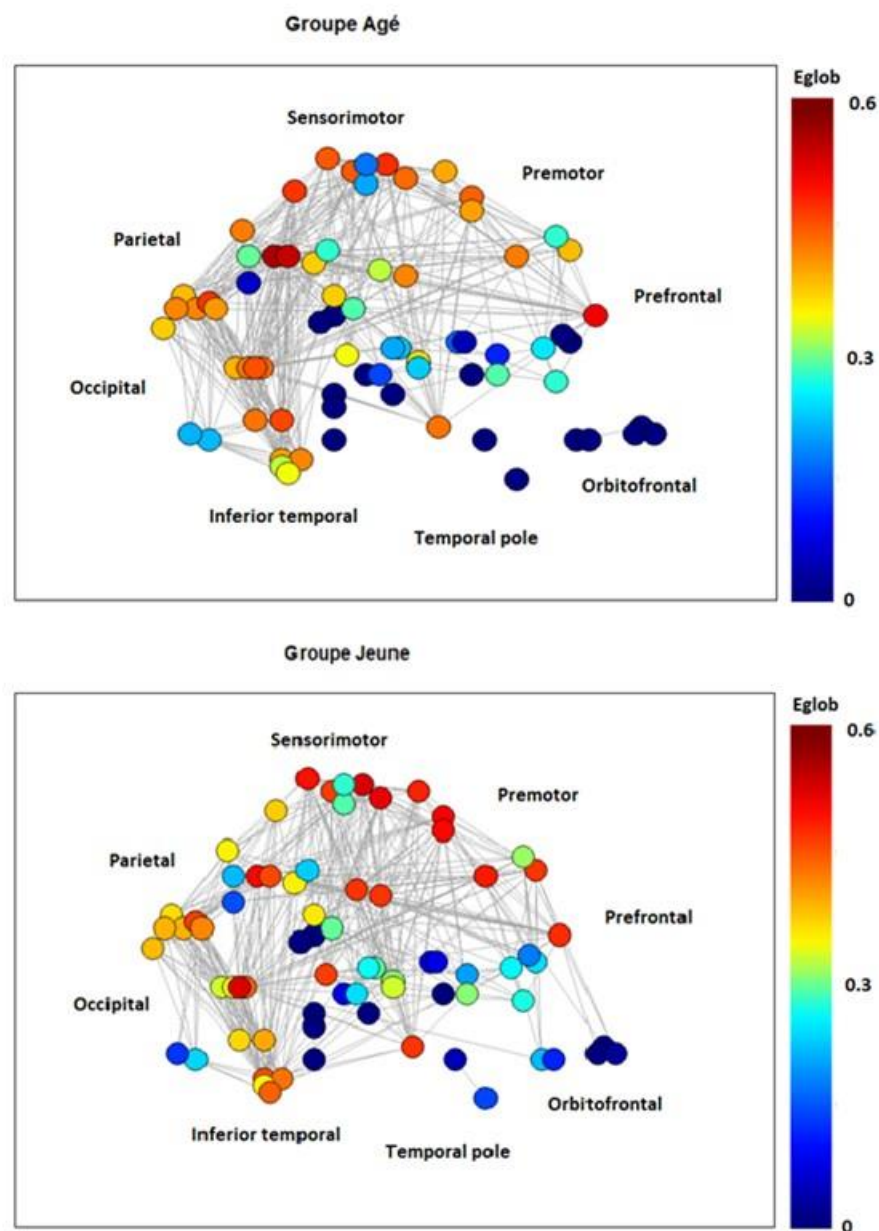 Groupe Agé
Eglob
0.6
Sensorimotor
Premotor
Parietal
Prefrontal
0.3
Occipital
Orbitofrontal
Inferior temporal
Temporal pole
0
Groupe Jeune
Eglob
0.6
Sensorimotor
Premotor
Parietal
Prefrontal
0.3
Occipital
Orbitofrontal
Inferior temporal
Temporal pole
0